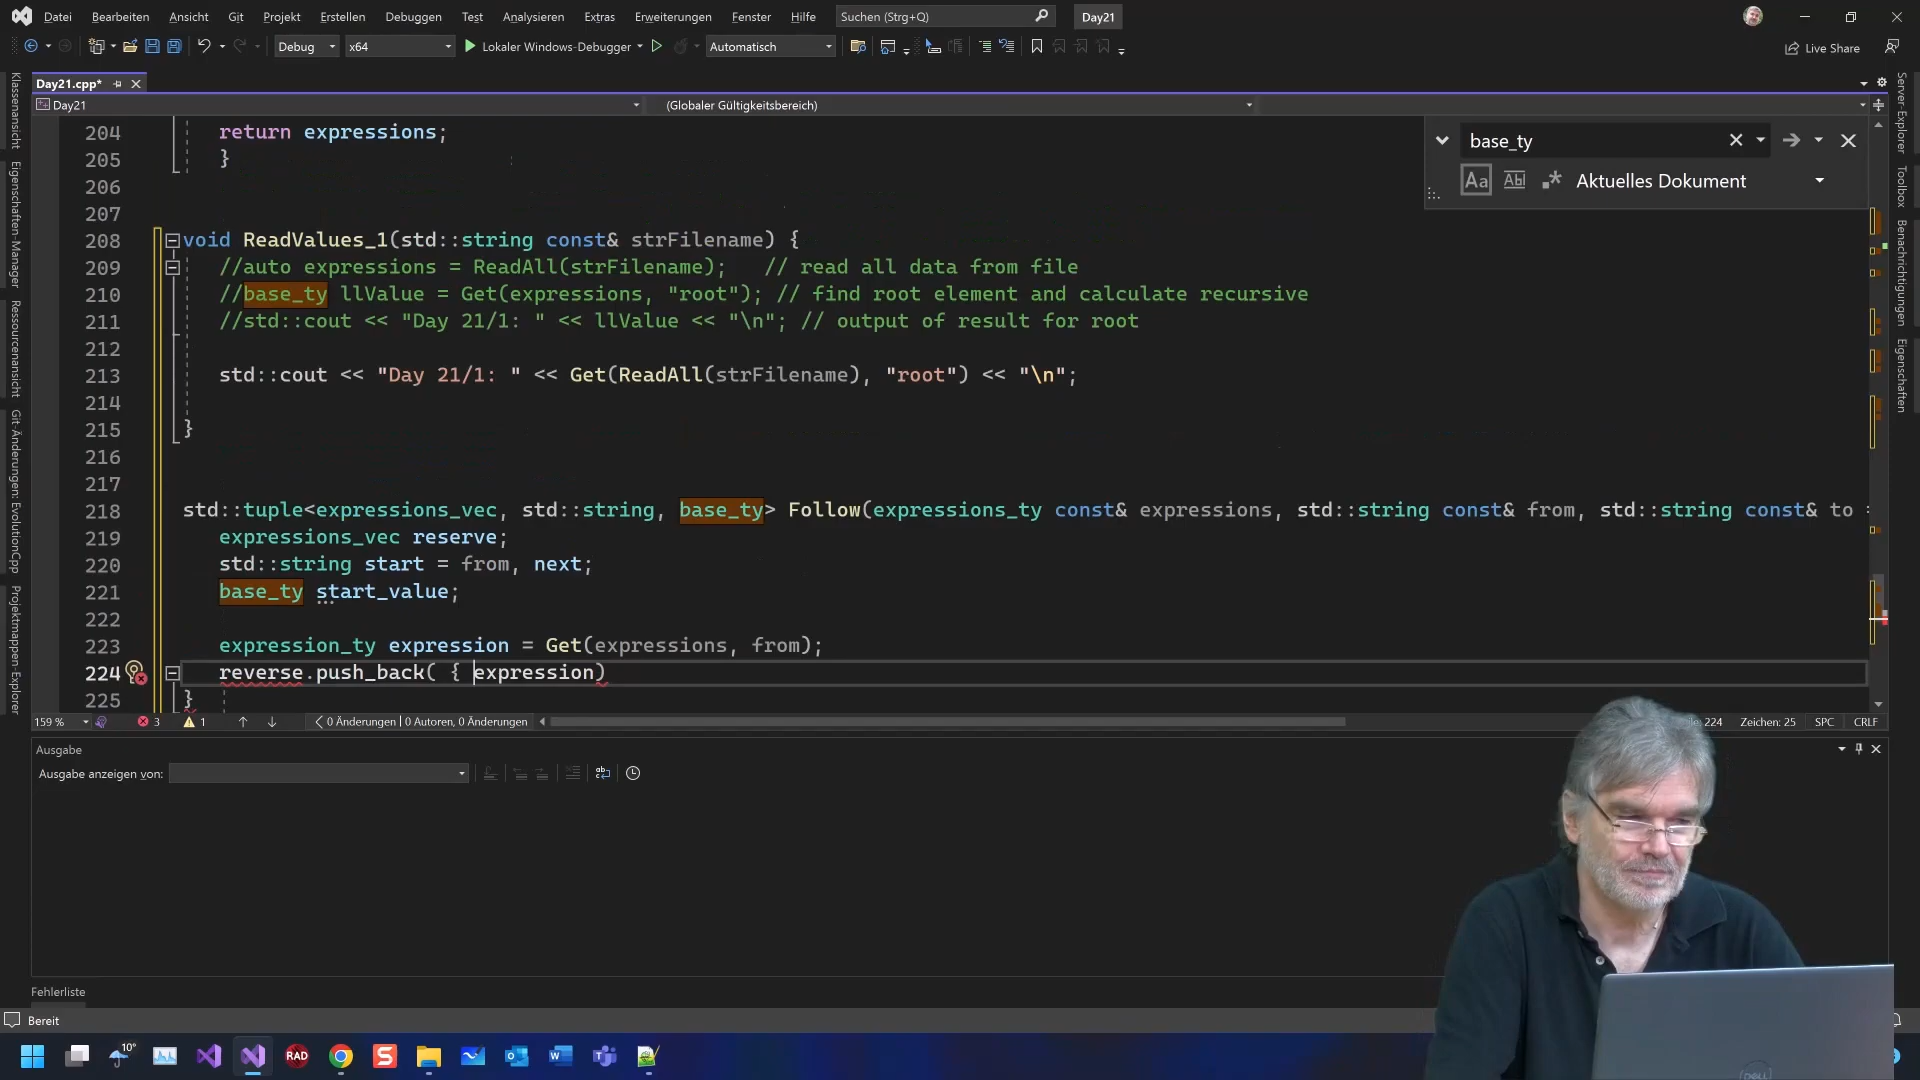 Datei Bearbeiten Ansicht Git Projekt Erstellen Debuggen Test Analysieren Extras Erweiterungen Fenster Hilfe Suchen (Strg+Q) Day21
Debug x64 Lokaler Windows-Debugger Automatisch Live Share
Day21.cpp*
Day21 (Globaler Gültigkeitsbereich)
base_ty
Aktuelles Dokument
204 return expressions;
205 }
206
207
208 void ReadValues_1(std::string const& strFilename) {
209 //auto expressions = ReadAll(strFilename); // read all data from file
210 //base_ty llValue = Get(expressions, "root"); // find root element and calculate recursive
211 //std::cout << "Day 21/1: " << llValue << "\n"; // output of result for root
212
213 std::cout << "Day 21/1: " << Get(ReadAll(strFilename), "root") << "\n";
214
215 }
216
217
218 std::tuple<expressions_vec, std::string, base_ty> Follow(expressions_ty const& expressions, std::string const& from, std::string const& to =
219 expressions_vec reserve;
220 std::string start = from, next;
221 base_ty start_value;
222
223 expression_ty expression = Get(expressions, from);
224 reverse.push_back( { expression)
225 }
159 % 3 1 0 Änderungen | 0 Autoren, 0 Änderungen 224 Zeichen: 25 SPC CRLF
Ausgabe
Ausgabe anzeigen von:
Fehlerliste
Bereit
Klassenansicht
Eigenschaften-Manager
Ressourcenansicht
Git-Änderungen: EvolutionCpp
Projektmappen-Explorer
Server-Explorer
Toolbox
Benachrichtigungen
Eigenschaften
10°
RAD
DELL